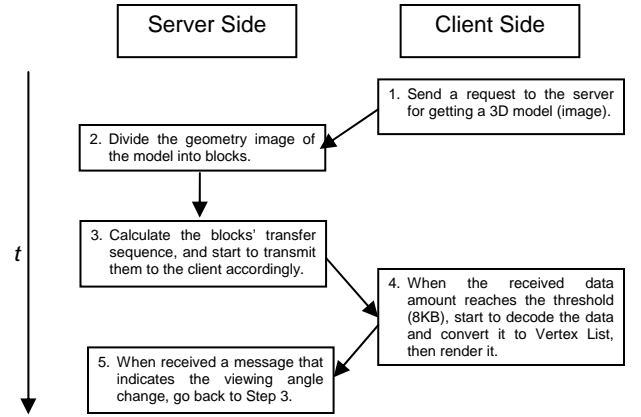 Server Side
Client Side
1. Send a request to the server
for getting a 3D model (image).
2. Divide the geometry image of
the model into blocks.
3. Calculate the blocks' transfer
sequence, and start to transmit
them to the client accordingly.
t
4. When the received data
amount reaches the threshold
(8KB), start to decode the data
and convert it to Vertex List,
then render it.
5. When received a message that
indicates the viewing angle
change, go back to Step 3.